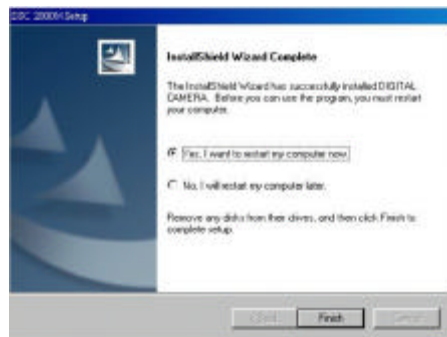 Setup
InstallShield Wizard Complete
The InstallShield Wizard has successfully installed DIGITAL
CAMERA. Before you can use the program, you must restart
your computer.
Yes, I want to restart my computer now.
No, I will restart my computer later.
Remove any disks from their drives, and then click Finish to
complete setup.
Finish